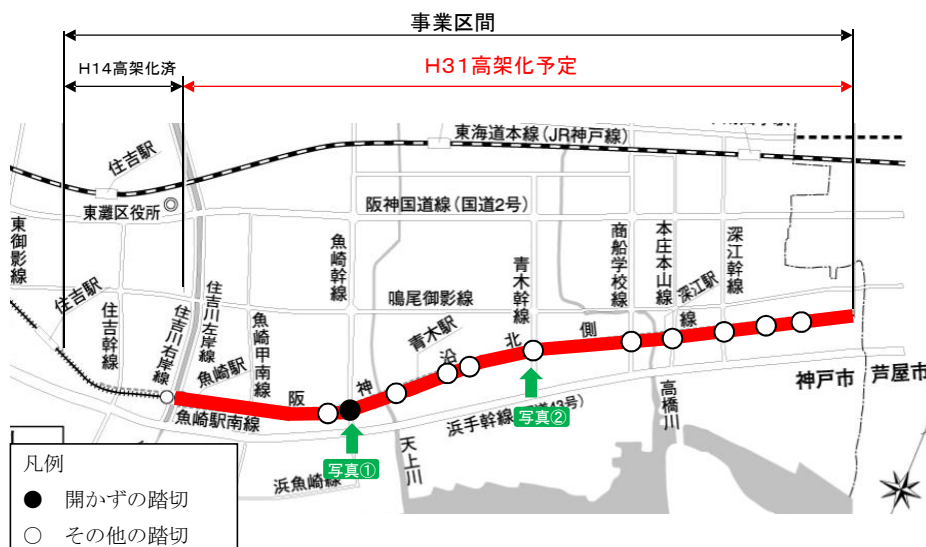 事業区間
H14高架化済
H31高架化予定
東海道本線(JR神戸線)
住吉駅
東灘区役所
阪神国道線(国道2号)
東御影線
魚崎幹線
青木幹線
商船学校線
本庄本山線
深江幹線
深江駅
鳴尾御影線
住吉駅
住吉幹線
住吉川右岸線
住吉川左岸線
魚崎駅
魚崎甲南線
青木駅
阪神沿北側線
魚崎駅南線
浜手幹線
43号)
神戸市
芦屋市
高橋川
天上川
浜魚崎線
写真①
写真②
凡例
● 開かずの踏切
○ その他の踏切